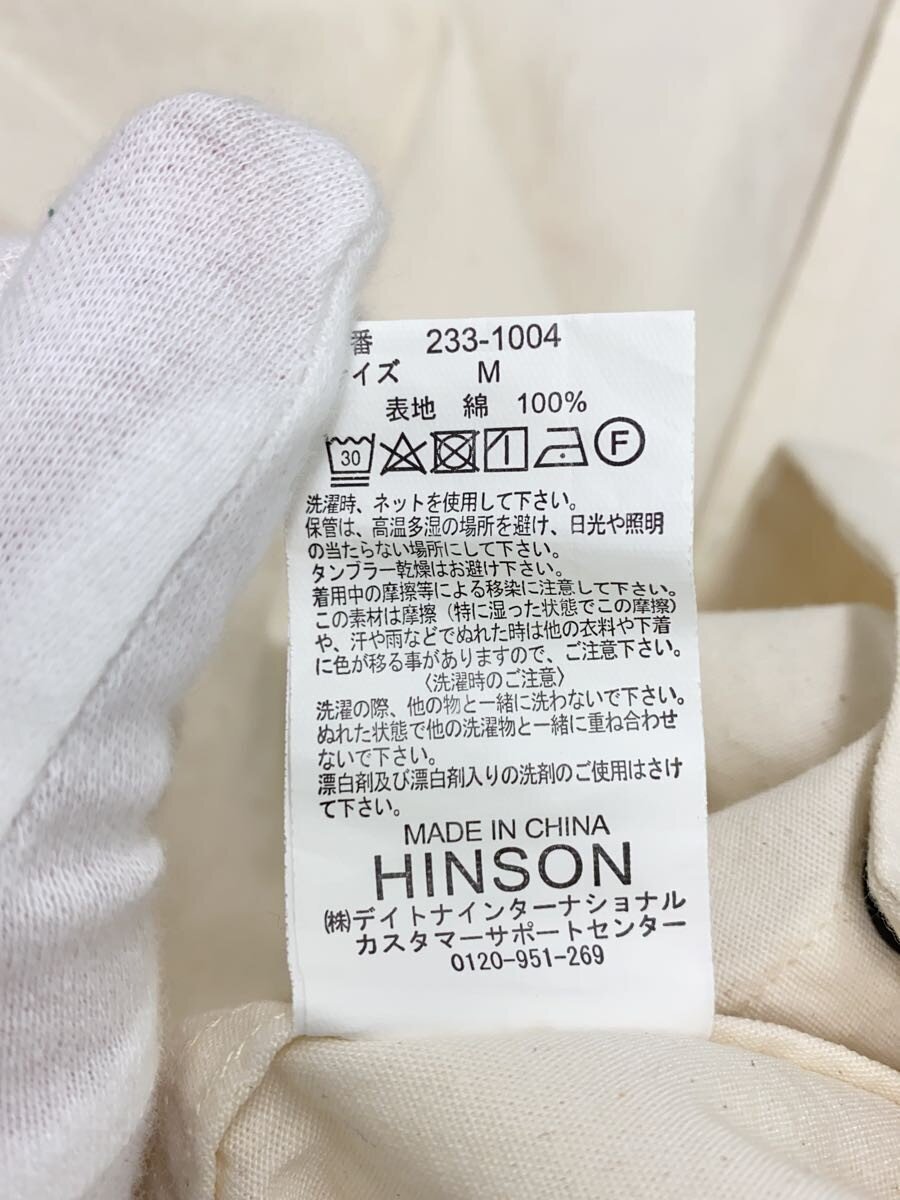 番 233-1004
イズ M
表地 綿 100%
30 F
洗濯時、ネットを使用して下さい。
保管は、高温多湿の場所を避け、日光や照明
の当たらない場所にして下さい。
タンブラー乾燥はお避け下さい。
着用中の摩擦等による移染に注意して下さい。
この素材は摩擦（特に湿った状態でこの摩擦）
や、汗や雨などでぬれた時は他の衣料や下着
に色が移る事がありますので、ご注意下さい。
〈洗濯時のご注意〉
洗濯の際、他の物と一緒に洗わないで下さい。
ぬれた状態で他の洗濯物と一緒に重ね合わせ
ないで下さい。
漂白剤及び漂白剤入りの洗剤のご使用はさけ
て下さい。
MADE IN CHINA
HINSON
㈱デイトナインターナショナル
カスタマーサポートセンター
0120-951-269